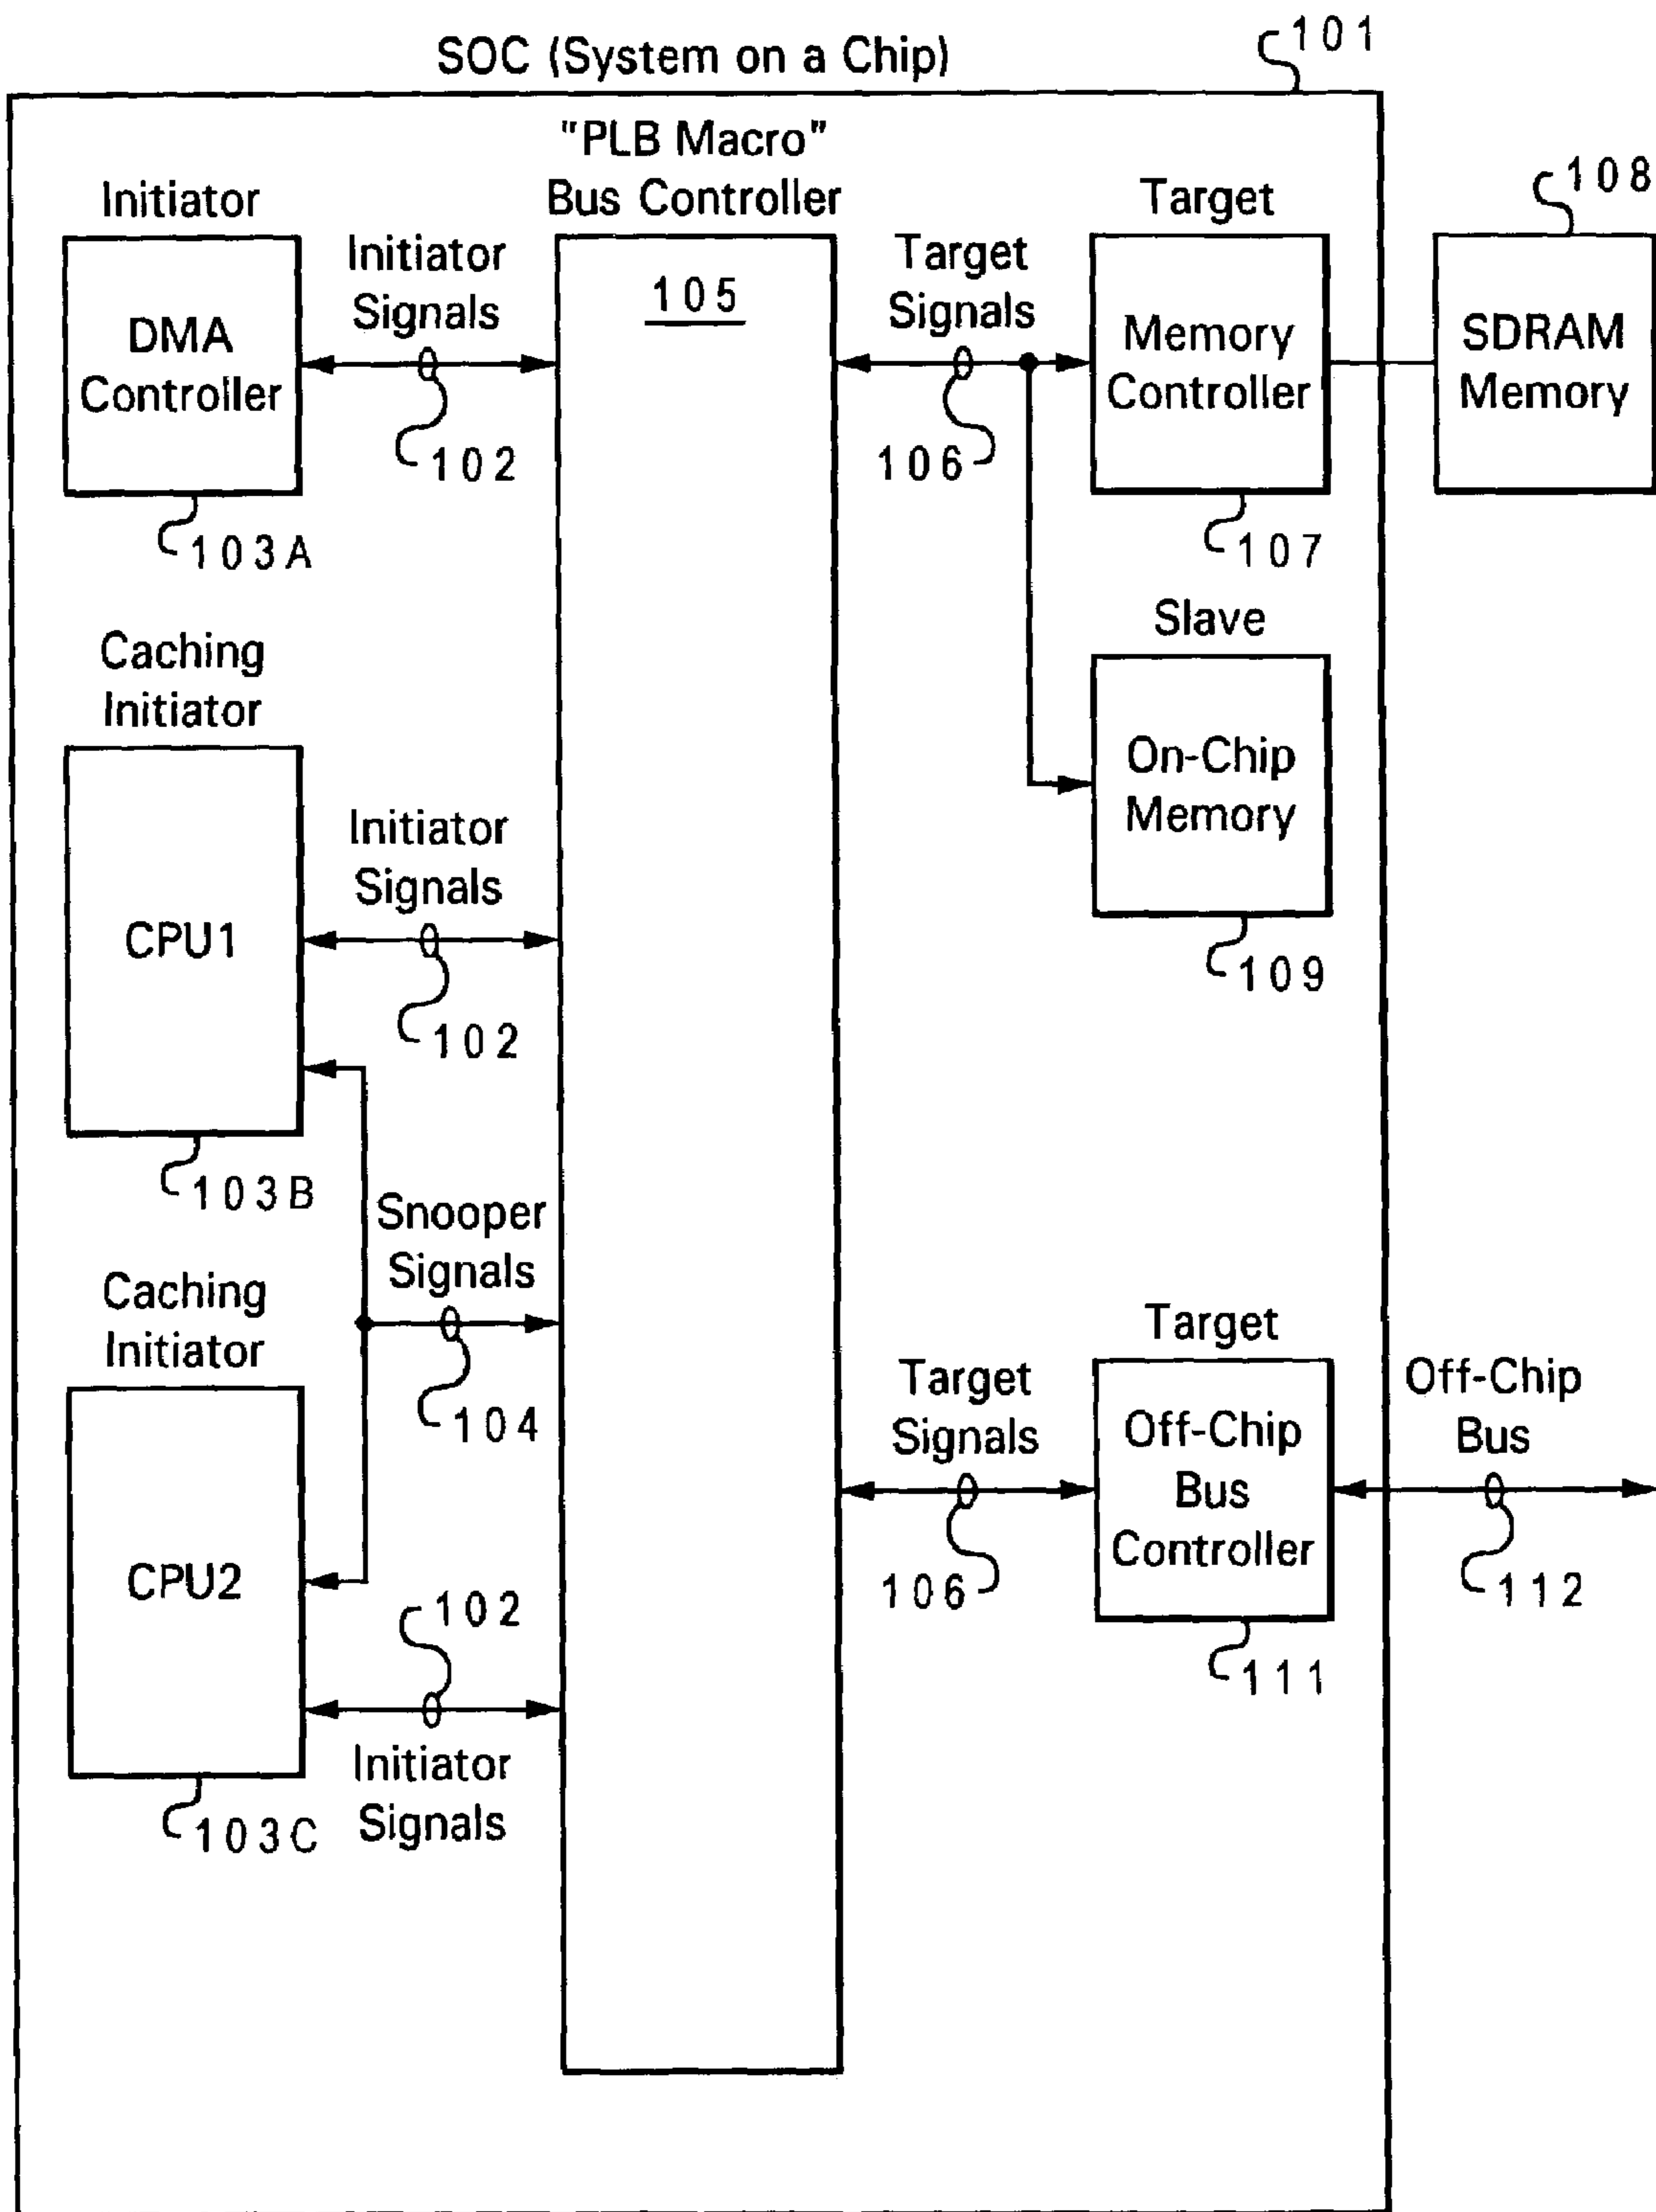 SOC (System on a Chip)
101
"PLB Macro"
Bus Controller
105
Initiator
DMA
Controller
103A
Initiator
Signals
102
Target
Signals
106
Target
Memory
Controller
107
108
SDRAM
Memory
Slave
On-Chip
Memory
109
Caching
Initiator
CPU1
103B
Initiator
Signals
102
Snooper
Signals
104
Caching
Initiator
CPU2
103C
102
Initiator
Signals
Target
Signals
106
Target
Off-Chip
Bus
Controller
111
Off-Chip
Bus
112